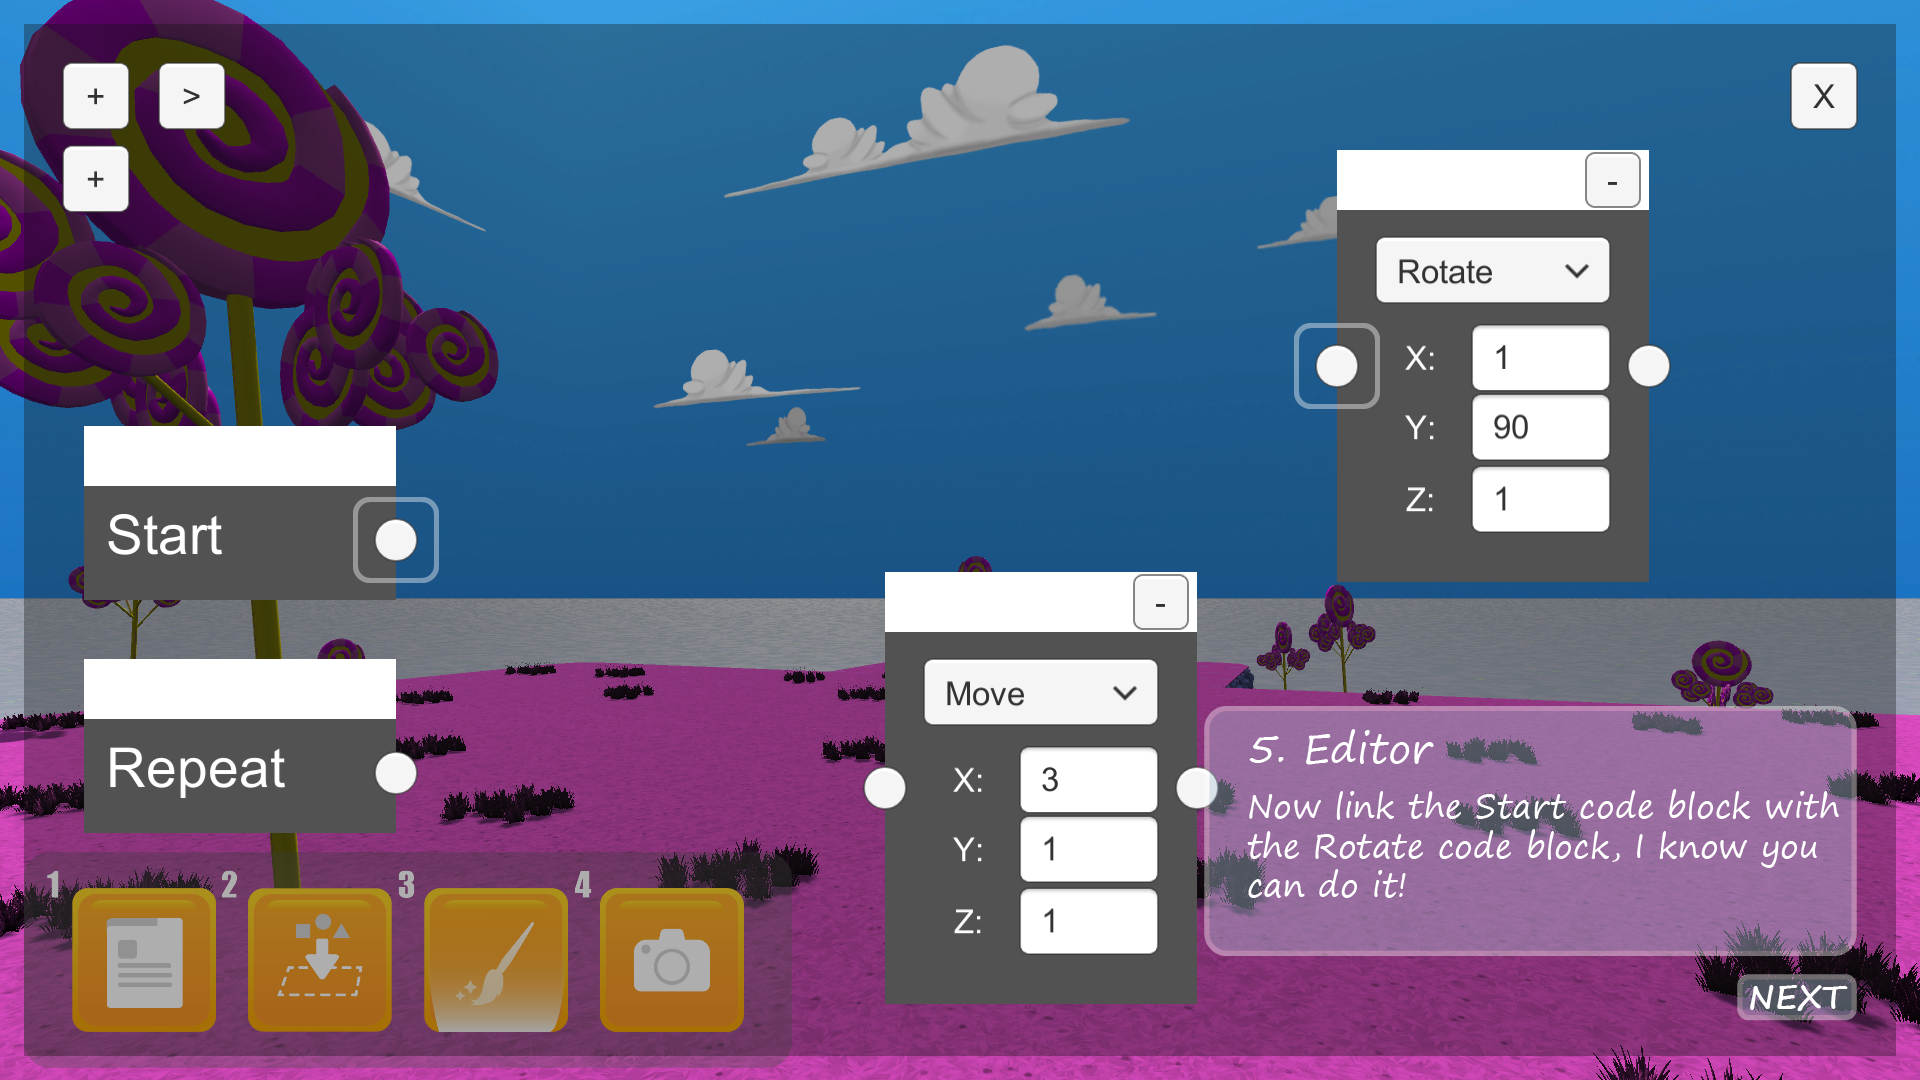 +
>
X
+
-
Rotate
X: 1
Y: 90
Z: 1
Start
-
Move
X: 3
Y: 1
Z: 1
Repeat
5. Editor
Now link the Start code block with
the Rotate code block, I know you
can do it!
1
2
3
4
NEXT